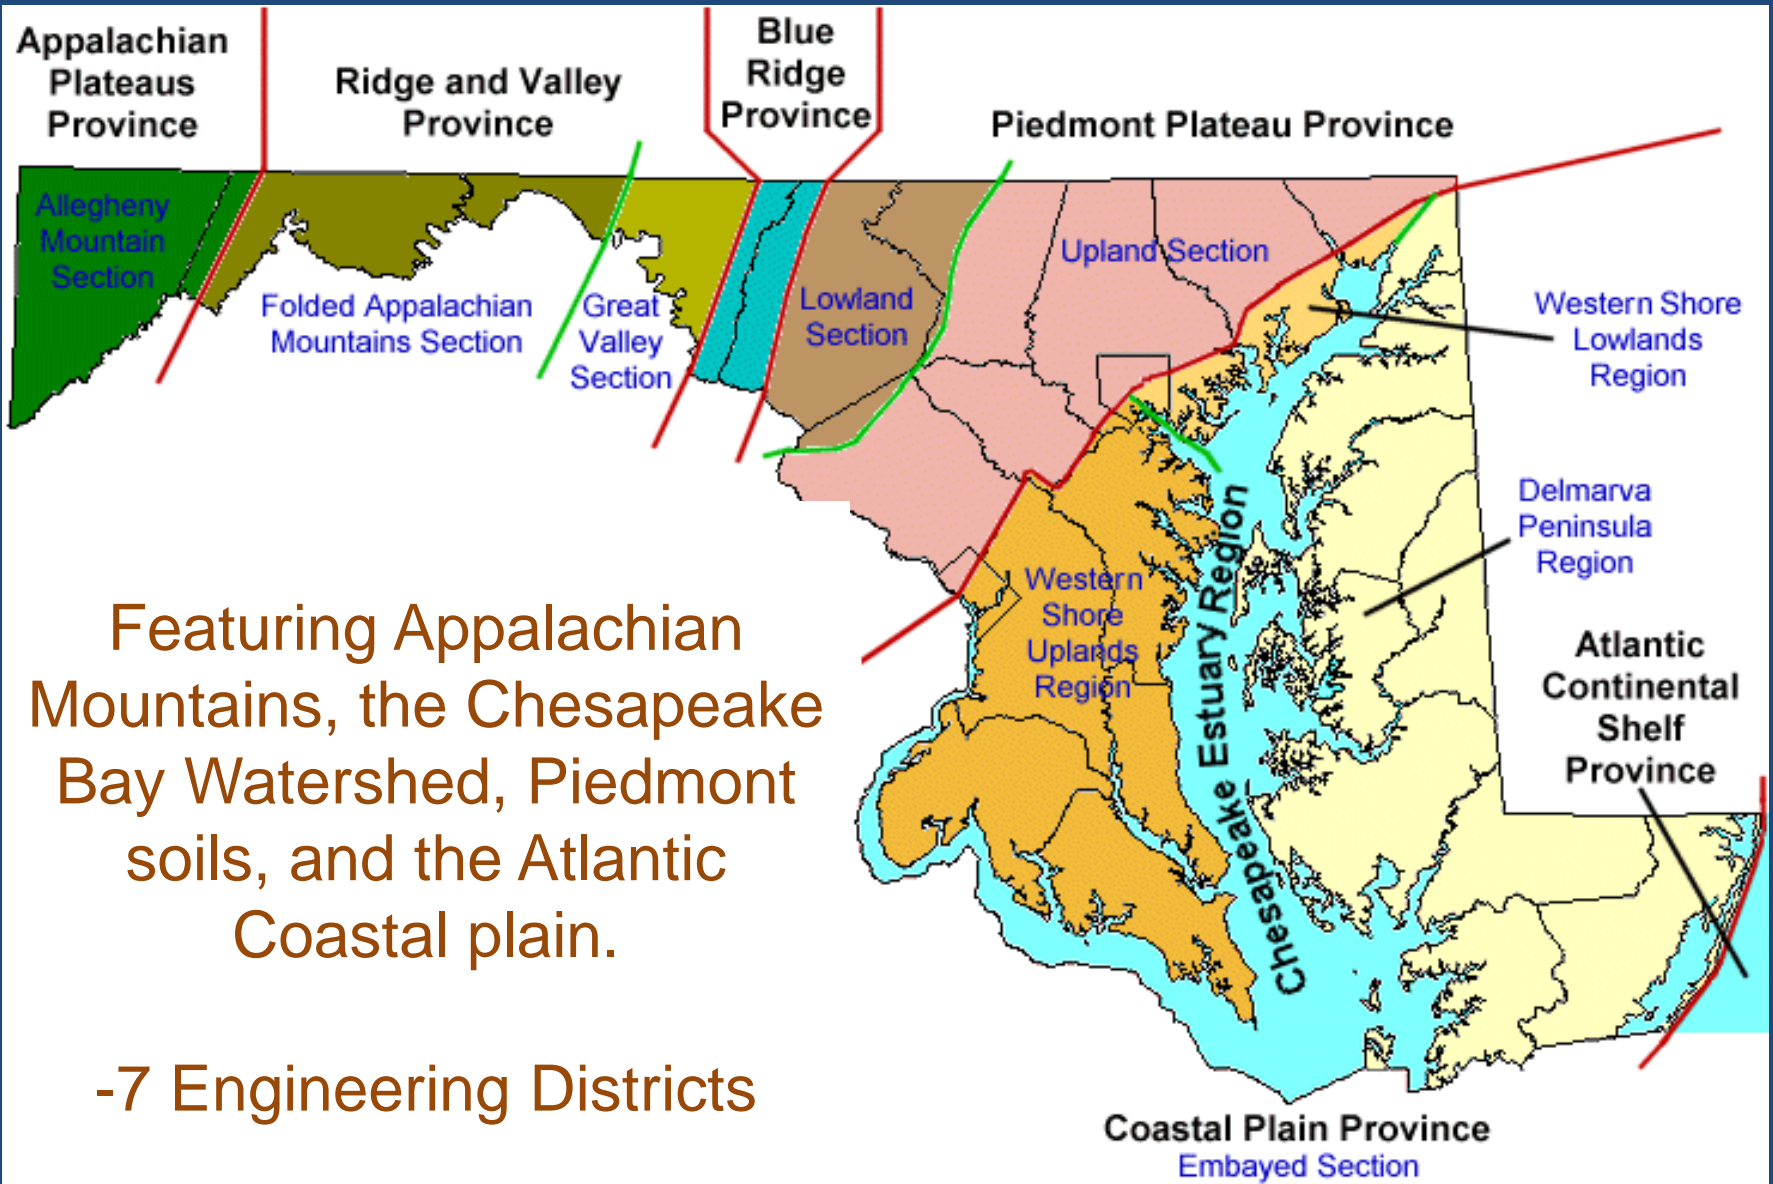 Appalachian
Plateaus
Province
Ridge and Valley
Province
Blue
Ridge
Province
Piedmont Plateau Province
Allegheny
Mountain
Section
Folded Appalachian
Mountains Section
Great
Valley
Section
Lowland
Section
Upland Section
Western Shore
Lowlands
Region
Delmarva
Peninsula
Region
Western
Shore
Uplands
Region
Chesapeake Estuary Region
Atlantic
Continental
Shelf
Province
Featuring Appalachian
Mountains, the Chesapeake
Bay Watershed, Piedmont
soils, and the Atlantic
Coastal plain.
-7 Engineering Districts
Coastal Plain Province
Embayed Section